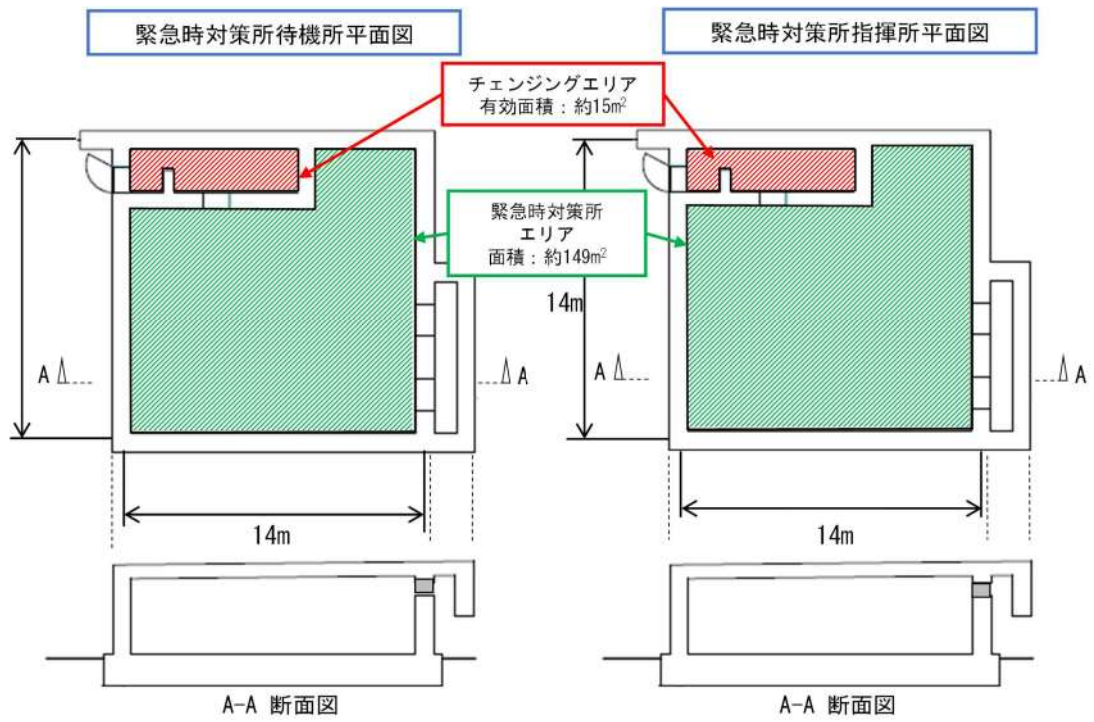 緊急時対策所待機所平面図
緊急時対策所指揮所平面図
チェンジングエリア
有効面積：約15m²
緊急時対策所
エリア
面積：約149m²
14m
A
A
A
A
14m
14m
A-A 断面図
A-A 断面図